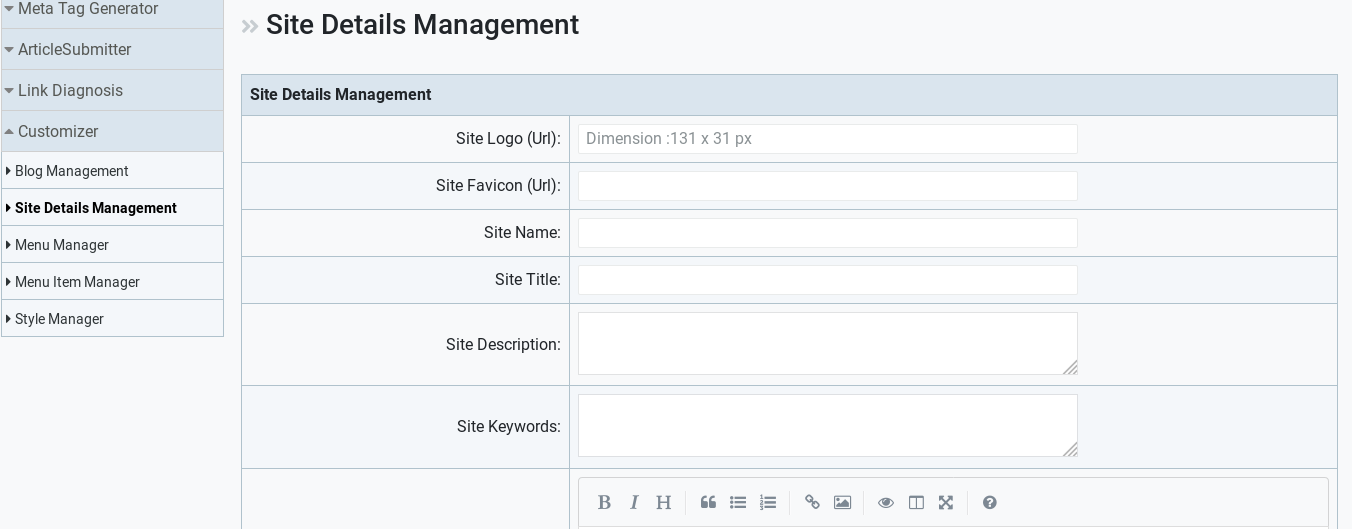 Meta Tag Generator
ArticleSubmitter
Link Diagnosis
Customizer
Blog Management
Site Details Management
Menu Manager
Menu Item Manager
Style Manager
Site Details Management
Site Details Management
Site Logo (Url): Dimension :131 x 31 px
Site Favicon (Url):
Site Name:
Site Title:
Site Description:
Site Keywords:
B I H